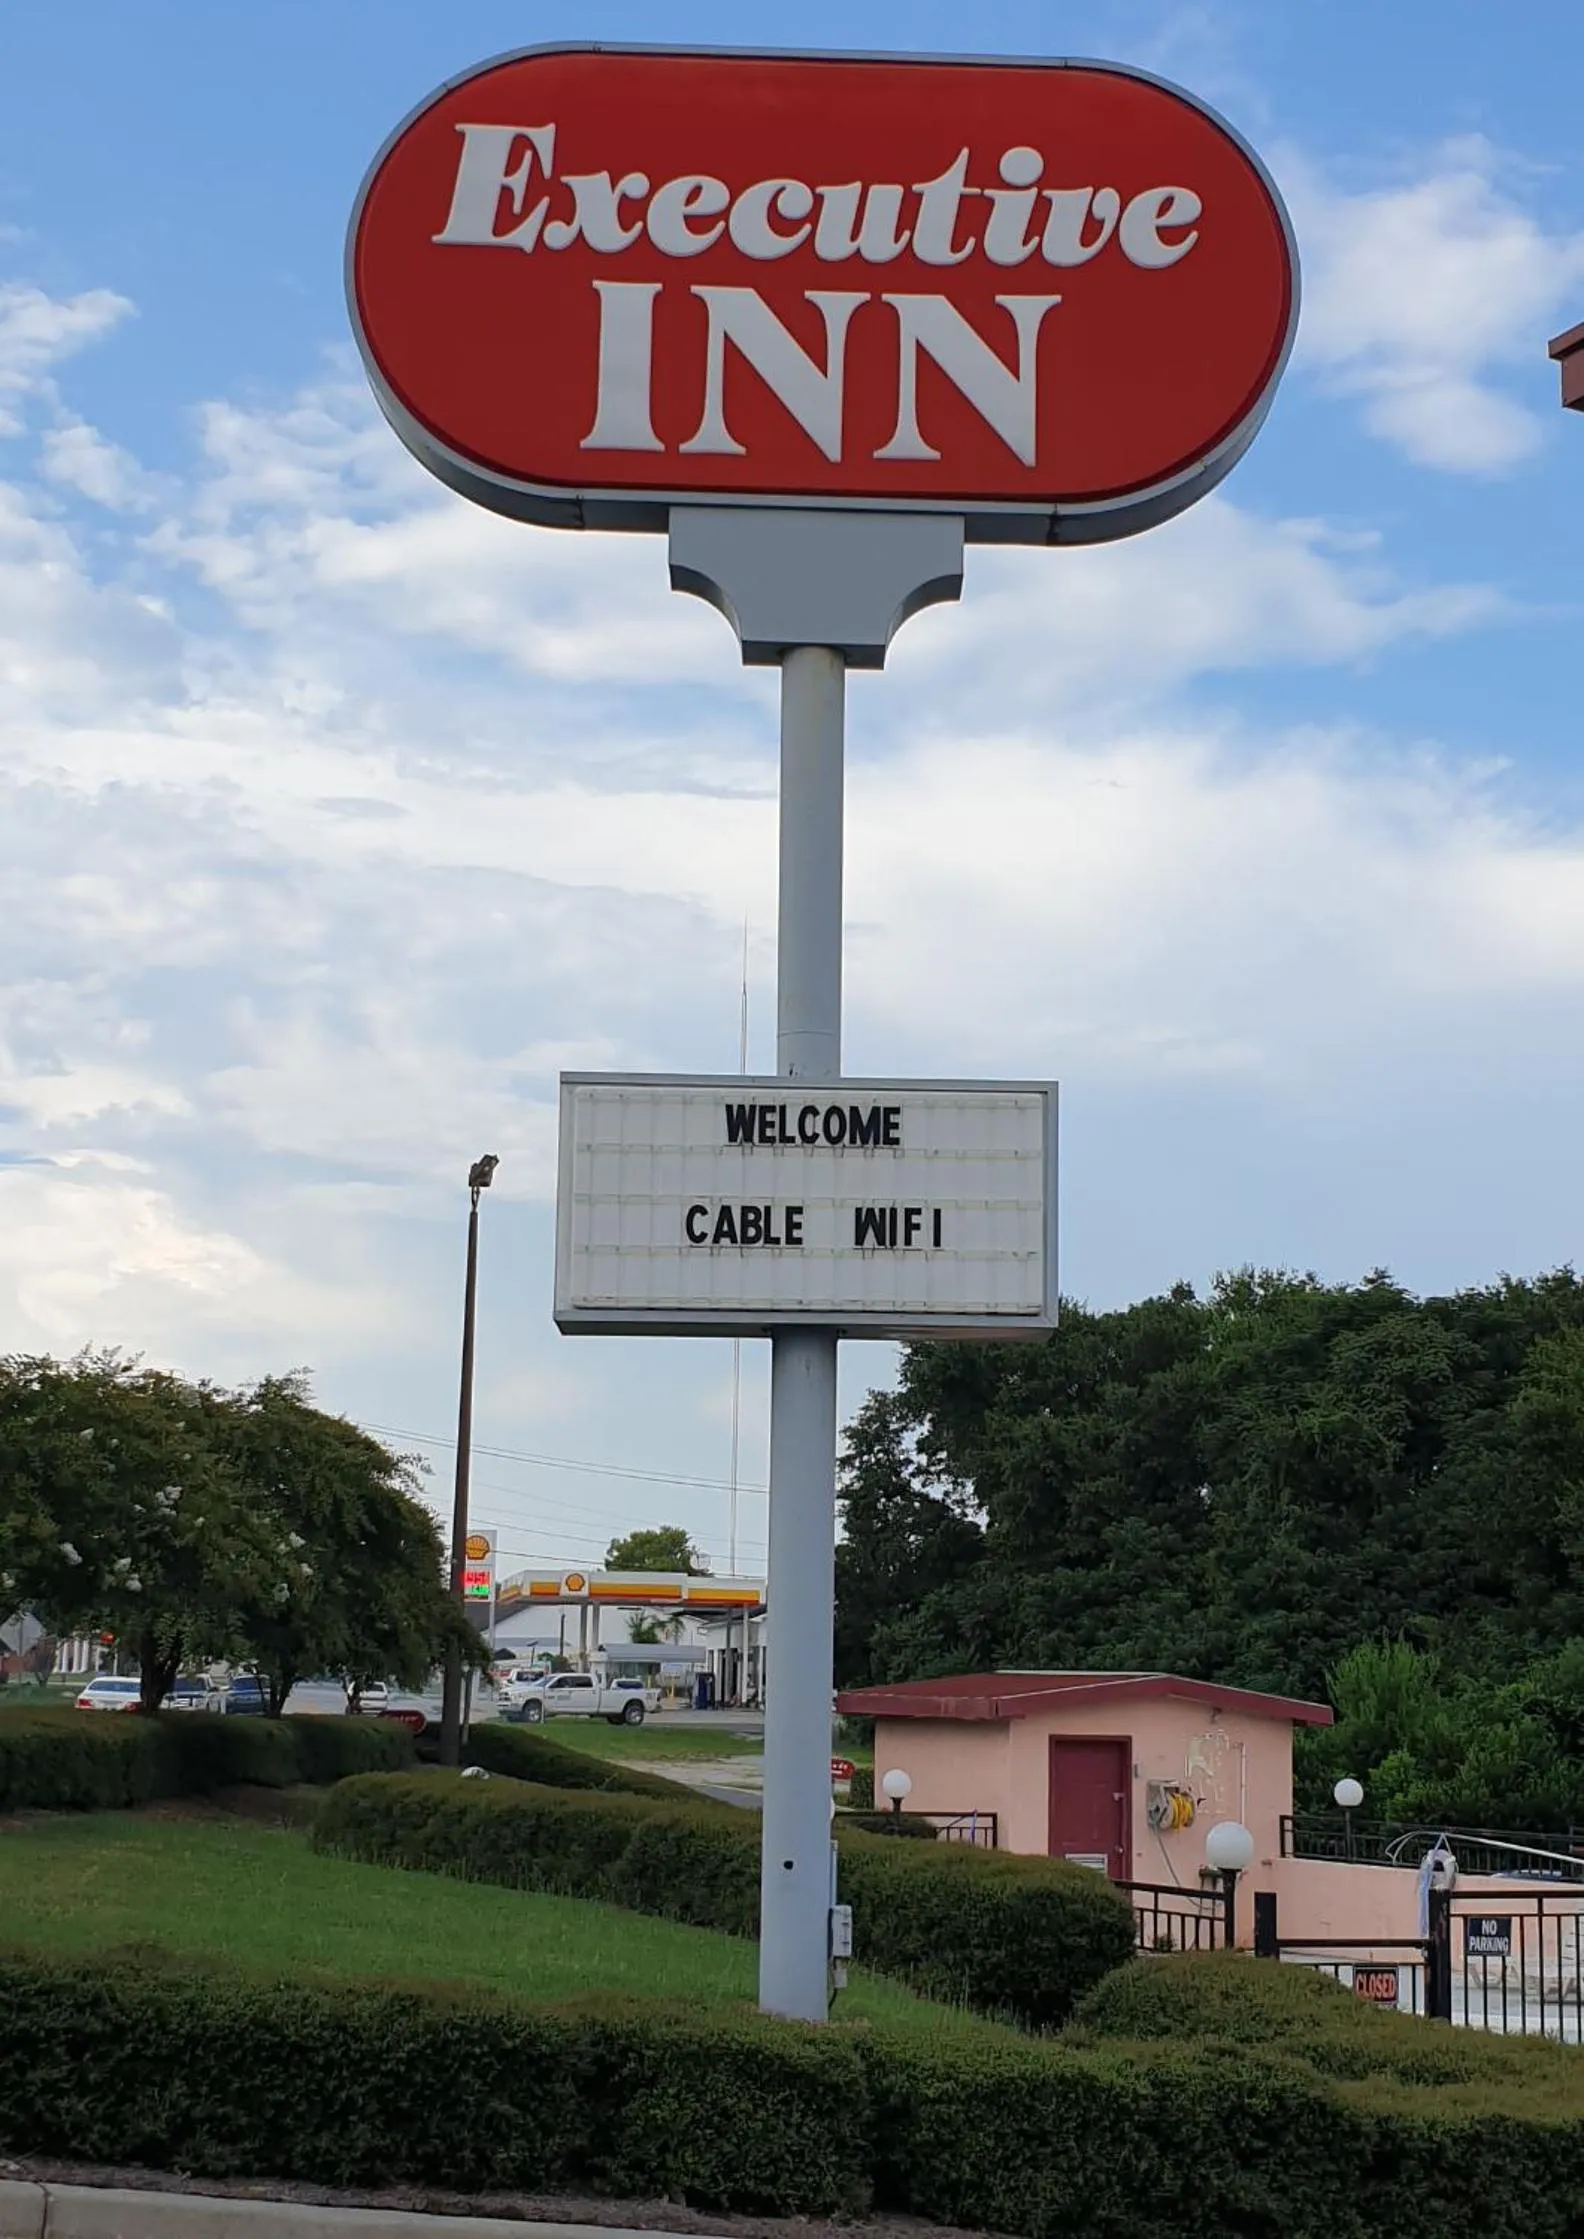 Executive
INN
WELCOME
CABLE WIFI
NO
PARKING
CLOSED